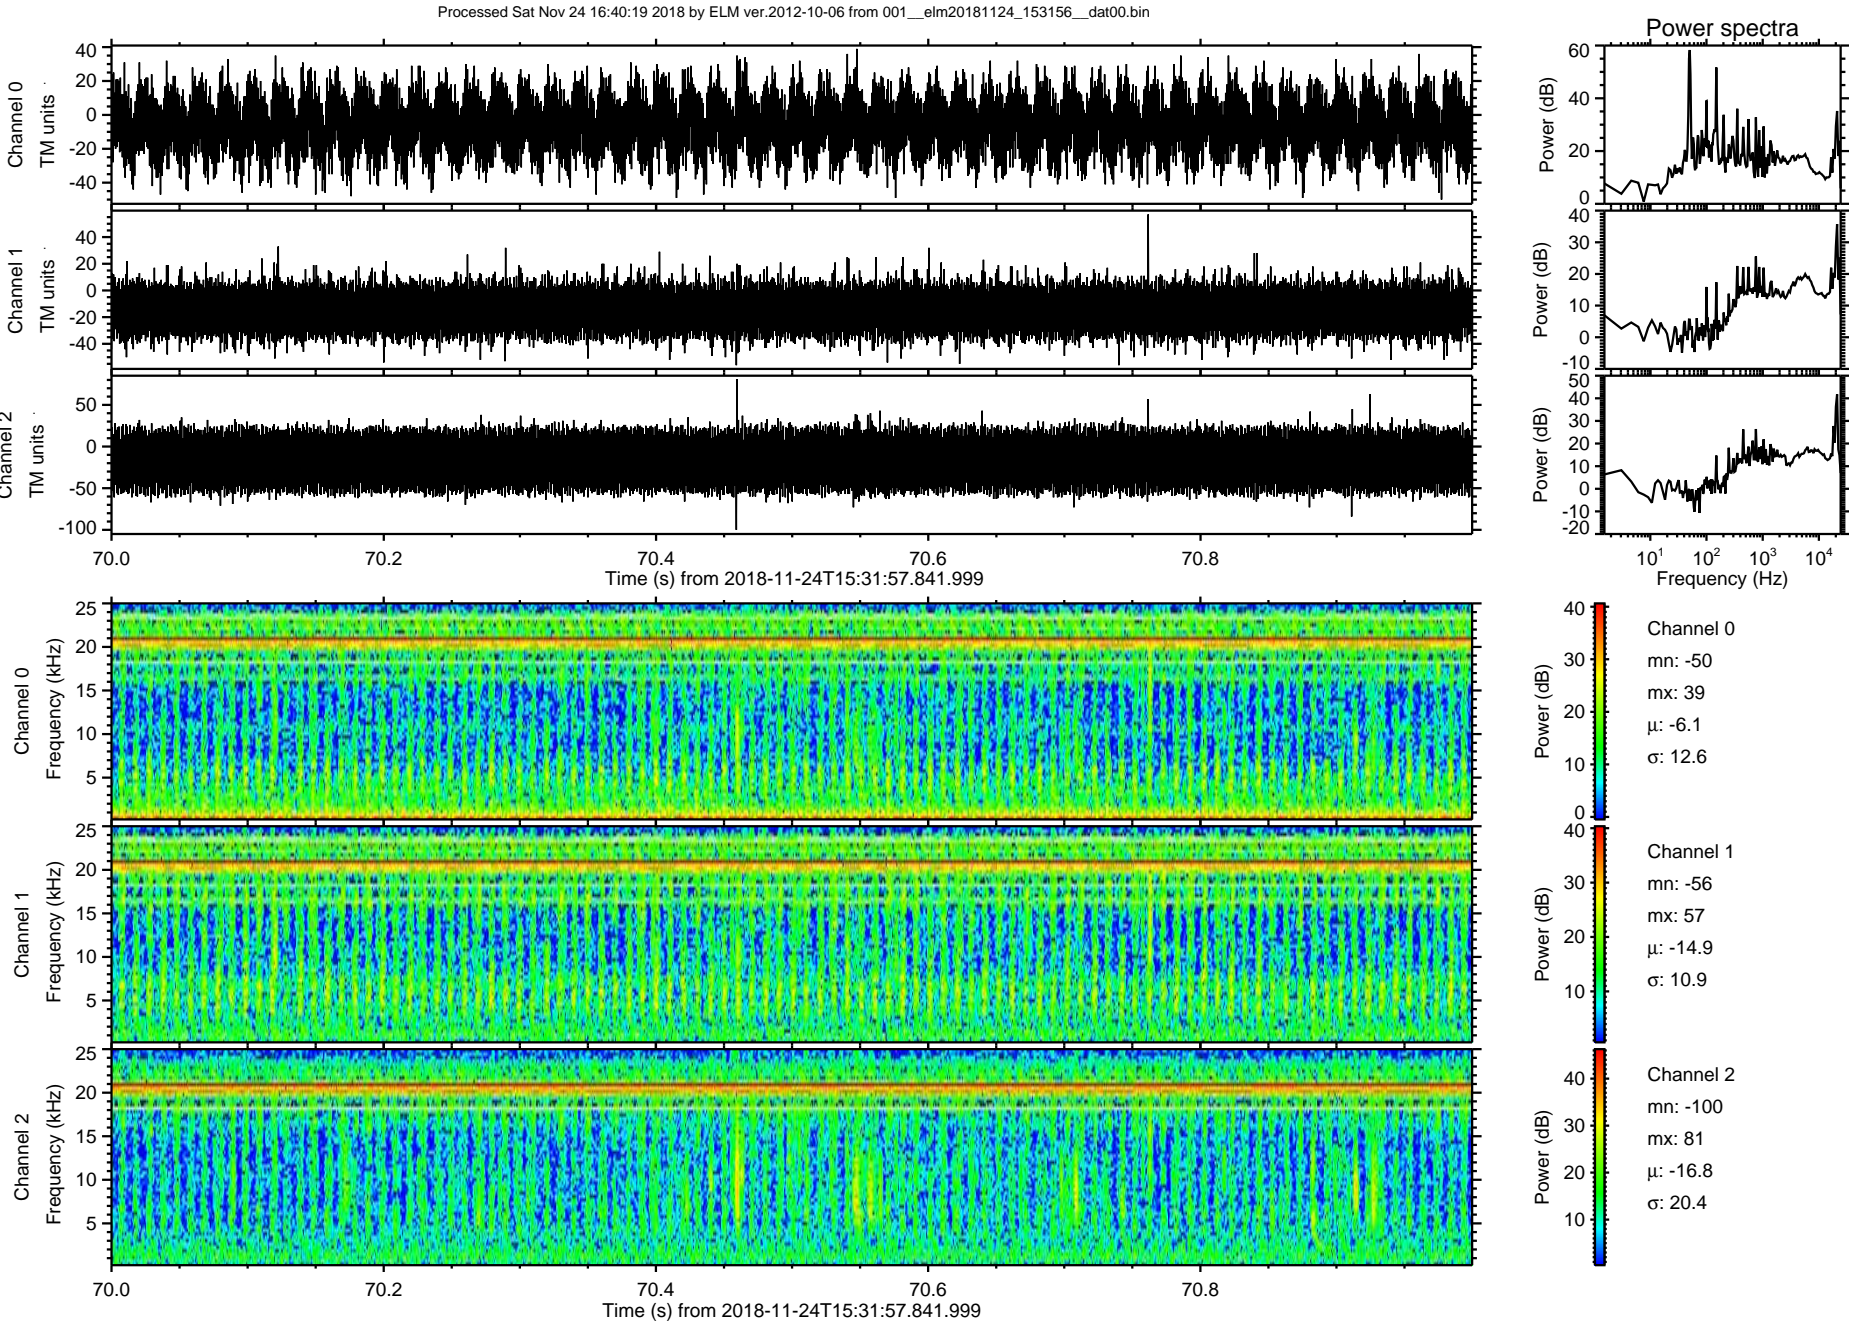 Processed Sat Nov 24 16:40:19 2018 by ELM ver.2012-10-06 from 001__elm20181124_153156__dat00.bin
Power spectra
Channel 0
TM units
40
20
0
-20
-40
Power (dB)
60
40
20
0
Channel 1
TM units
40
20
0
-20
-40
Power (dB)
40
30
20
10
0
-10
Channel 2
TM units
50
0
-50
-100
Power (dB)
50
40
30
20
10
0
-10
-20
70.0 70.2 70.4 70.6 70.8
Time (s) from 2018-11-24T15:31:57.841.999
10^1 10^2 10^3 10^4
Frequency (Hz)
Channel 0
Frequency (kHz)
25
20
15
10
5
Power (dB)
40
30
20
10
0
Channel 0
mn: -50
mx: 39
μ: -6.1
σ: 12.6
Channel 1
Frequency (kHz)
25
20
15
10
5
Power (dB)
40
30
20
10
Channel 1
mn: -56
mx: 57
μ: -14.9
σ: 10.9
Channel 2
Frequency (kHz)
25
20
15
10
5
Power (dB)
40
30
20
10
Channel 2
mn: -100
mx: 81
μ: -16.8
σ: 20.4
70.0 70.2 70.4 70.6 70.8
Time (s) from 2018-11-24T15:31:57.841.999